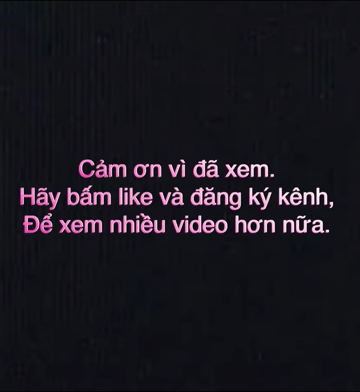 Cảm ơn vì đã xem.
Hãy bấm like và đăng ký kênh,
Để xem nhiều video hơn nữa.